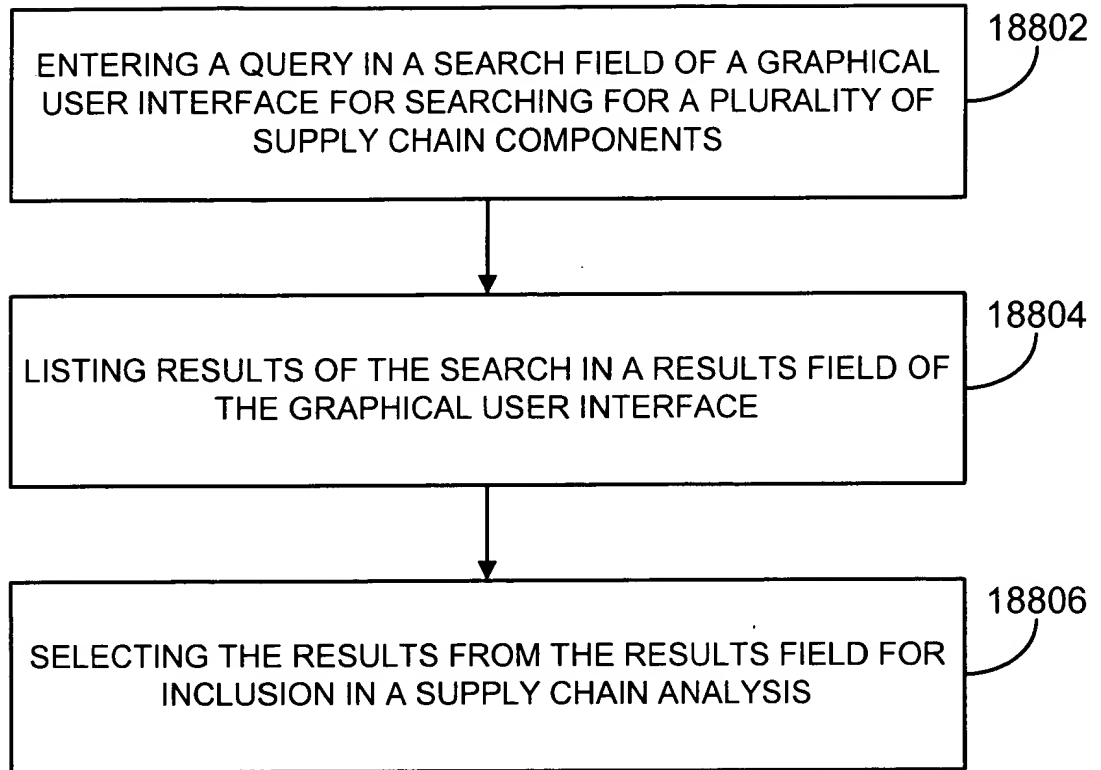 18802
ENTERING A QUERY IN A SEARCH FIELD OF A GRAPHICAL
USER INTERFACE FOR SEARCHING FOR A PLURALITY OF
SUPPLY CHAIN COMPONENTS
18804
LISTING RESULTS OF THE SEARCH IN A RESULTS FIELD OF
THE GRAPHICAL USER INTERFACE
18806
SELECTING THE RESULTS FROM THE RESULTS FIELD FOR
INCLUSION IN A SUPPLY CHAIN ANALYSIS